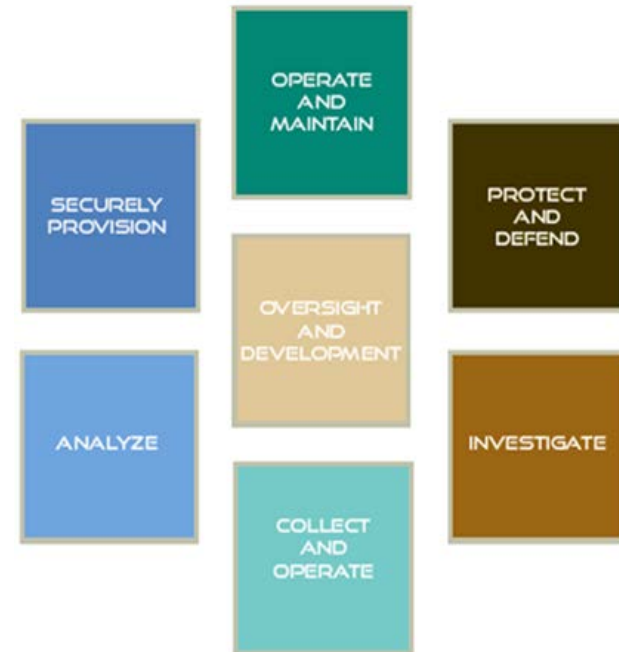 OPERATE
AND
MAINTAIN
SECURELY
PROVISION
PROTECT
AND
DEFEND
OVERSIGHT
AND
DEVELOPMENT
ANALYZE
INVESTIGATE
COLLECT
AND
OPERATE